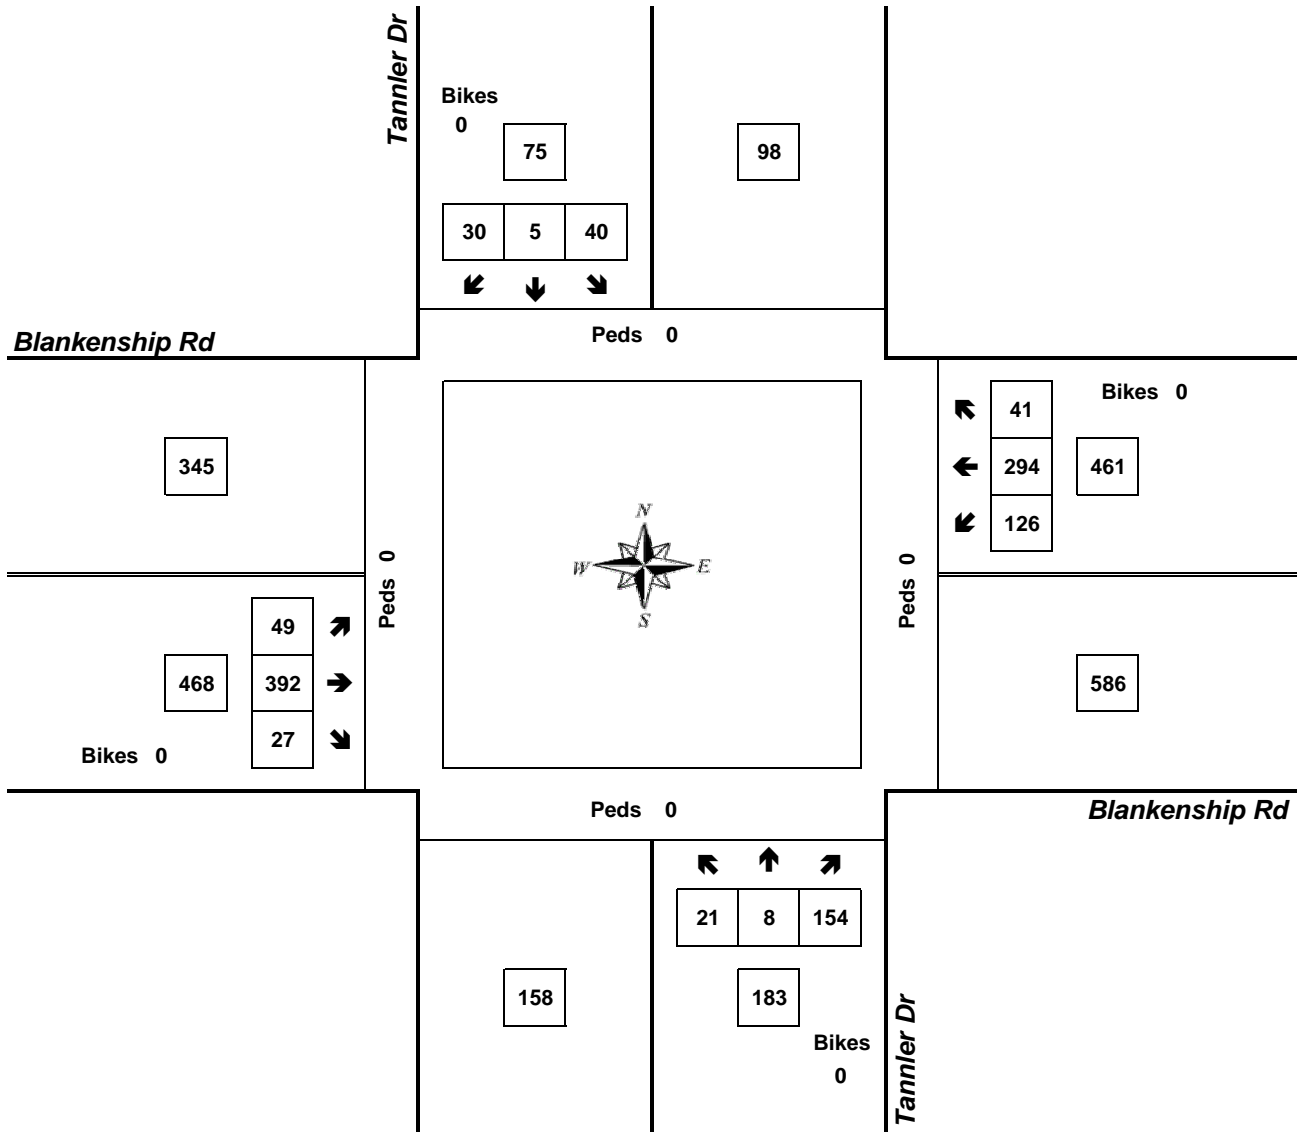 Tannler Dr
Bikes
0
75
98
30 5 40
Peds 0
Blankenship Rd
Bikes 0
41
345
294 461
126
N
W E
S
Peds 0
Peds 0
49
468 392
27
586
Bikes 0
Peds 0
Blankenship Rd
21 8 154
158
183
Bikes
0
Tannler Dr